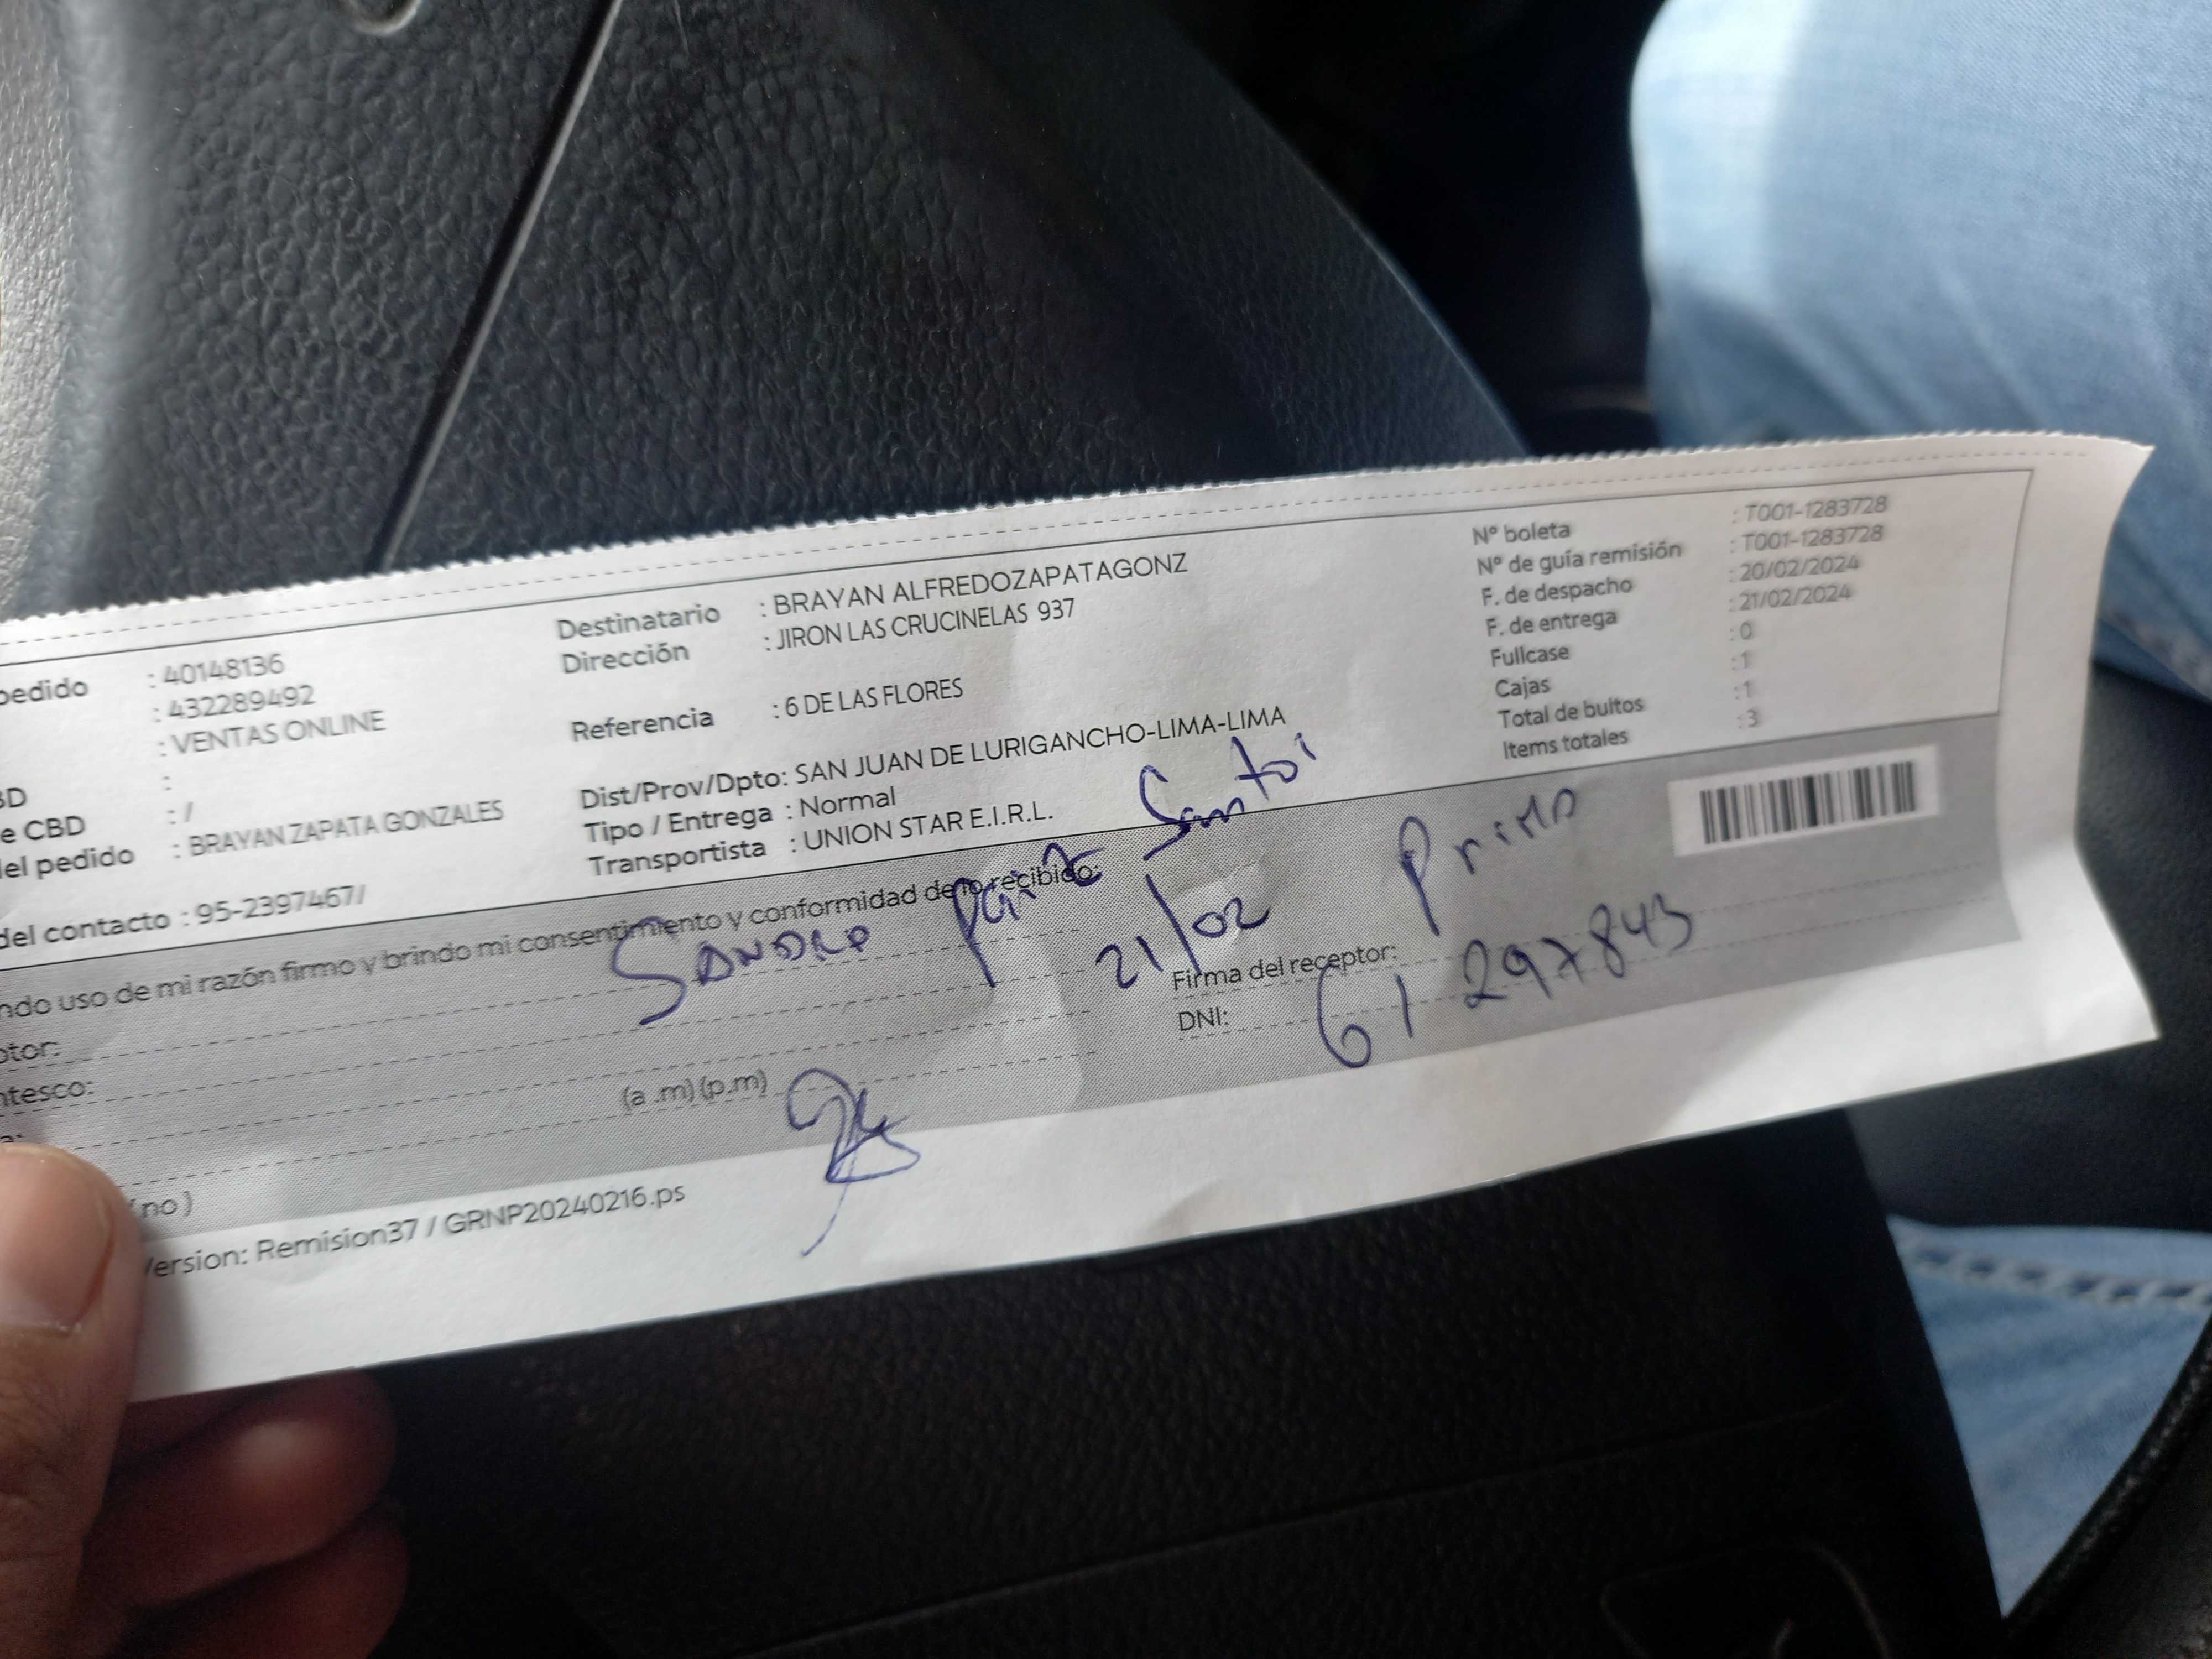 pedido : 40148136
: 432289492
: VENTAS ONLINE
BD :
e CBD : /
del pedido : BRAYAN ZAPATA GONZALES
del contacto : 95-2397467/
Destinatario : BRAYAN ALFREDOZAPATAGONZ
Dirección : JIRON LAS CRUCINELAS 937
Referencia : 6 DE LAS FLORES
Dist/Prov/Dpto: SAN JUAN DE LURIGANCHO-LIMA-LIMA
Tipo / Entrega : Normal
Transportista : UNION STAR E.I.R.L.
Nº boleta : T001-1283728
Nº de guía remisión : T001-1283728
F. de despacho : 20/02/2024
F. de entrega : 21/02/2024
Fullcase : 0
Cajas : 1
Total de bultos : 1
Items totales : 3
ndo uso de mi razón firmo y brindo mi consentimiento y conformidad de lo recibido:
Sandro Santos
21/02 Primo
ptor:
Firma del receptor:
ntesco:
DNI: 61297843
(a .m) (p.m)
(no)
Version: Remision37 / GRNP20240216.ps